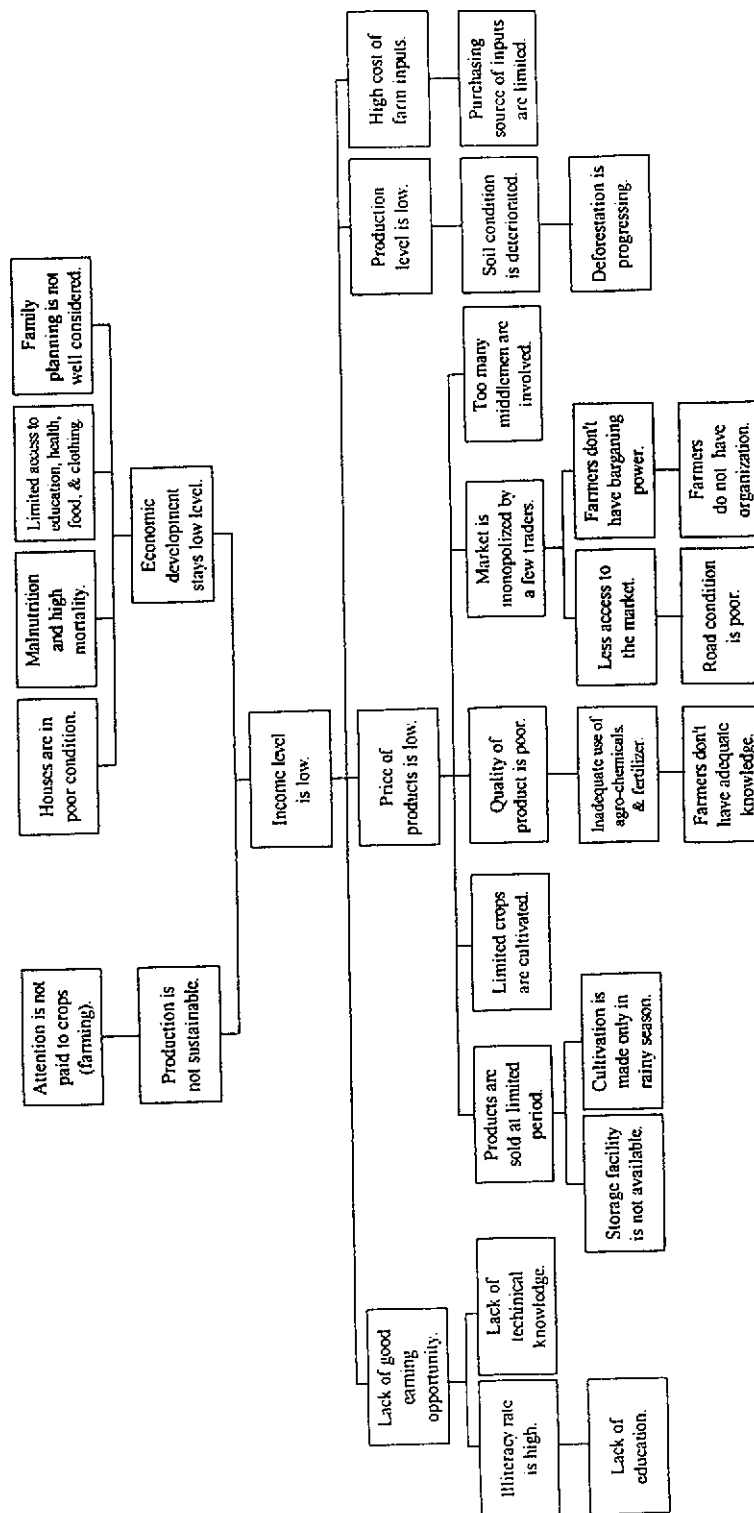 Attention is not
paid to crops
(farming).
Houses are in
poor condition.
Malnutrition
and high
mortality.
Limited access to
education, health,
food, & clothing.
Family
planning is not
well considered.
Production is
not sustainable.
Economic
development
stays low level.
Income level
is low.
Lack of good
earning
opportunity.
Price of
products is low.
Production
level is low.
High cost of
farm inputs.
Illiteracy rate
is high.
Lack of
techinical
knowledge.
Products are
sold at limited
period.
Limited crops
are cultivated.
Quality of
product is poor.
Market is
monopolized by
a few traders.
Too many
middlemen are
involved.
Soil condition
is deteriorated.
Purchasing
source of inputs
are limited.
Lack of
education.
Storage facility
is not available.
Cultivation is
made only in
rainy season.
Inadequate use of
agro-chemicals.
& fertilizer.
Less access to
the market.
Farmers don't
have barganing
power.
Deforestation is
progressing.
Farmers don't
have adequate
knowledge.
Road condition
is poor.
Farmers
do not have
organization.